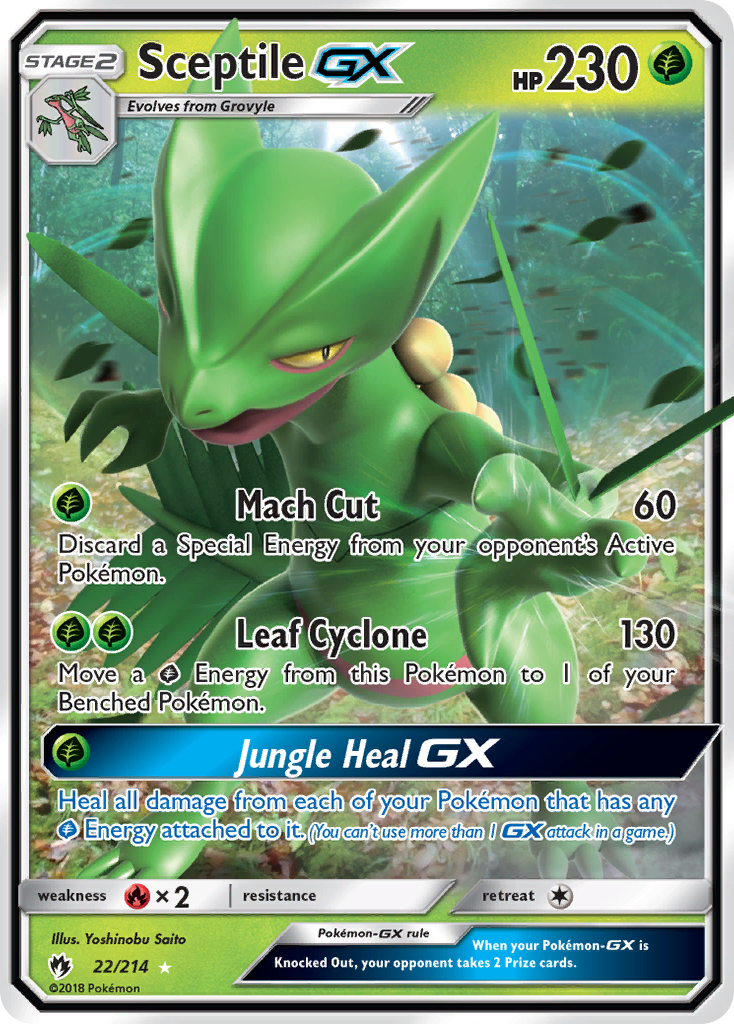 STAGE2 Sceptile GX HP230
Evolves from Grovyle
Mach Cut 60
Discard a Special Energy from your opponent's Active
Pokémon.
Leaf Cyclone 130
Move a Energy from this Pokémon to 1 of your
Benched Pokémon.
Jungle Heal GX
Heal all damage from each of your Pokémon that has any
Energy attached to it. (You can't use more than 1 GX attack in a game.)
weakness ×2 resistance retreat
Illus. Yoshinobu Saito
22/214
©2018 Pokémon
Pokémon-GX rule
When your Pokémon-GX is
Knocked Out, your opponent takes 2 Prize cards.